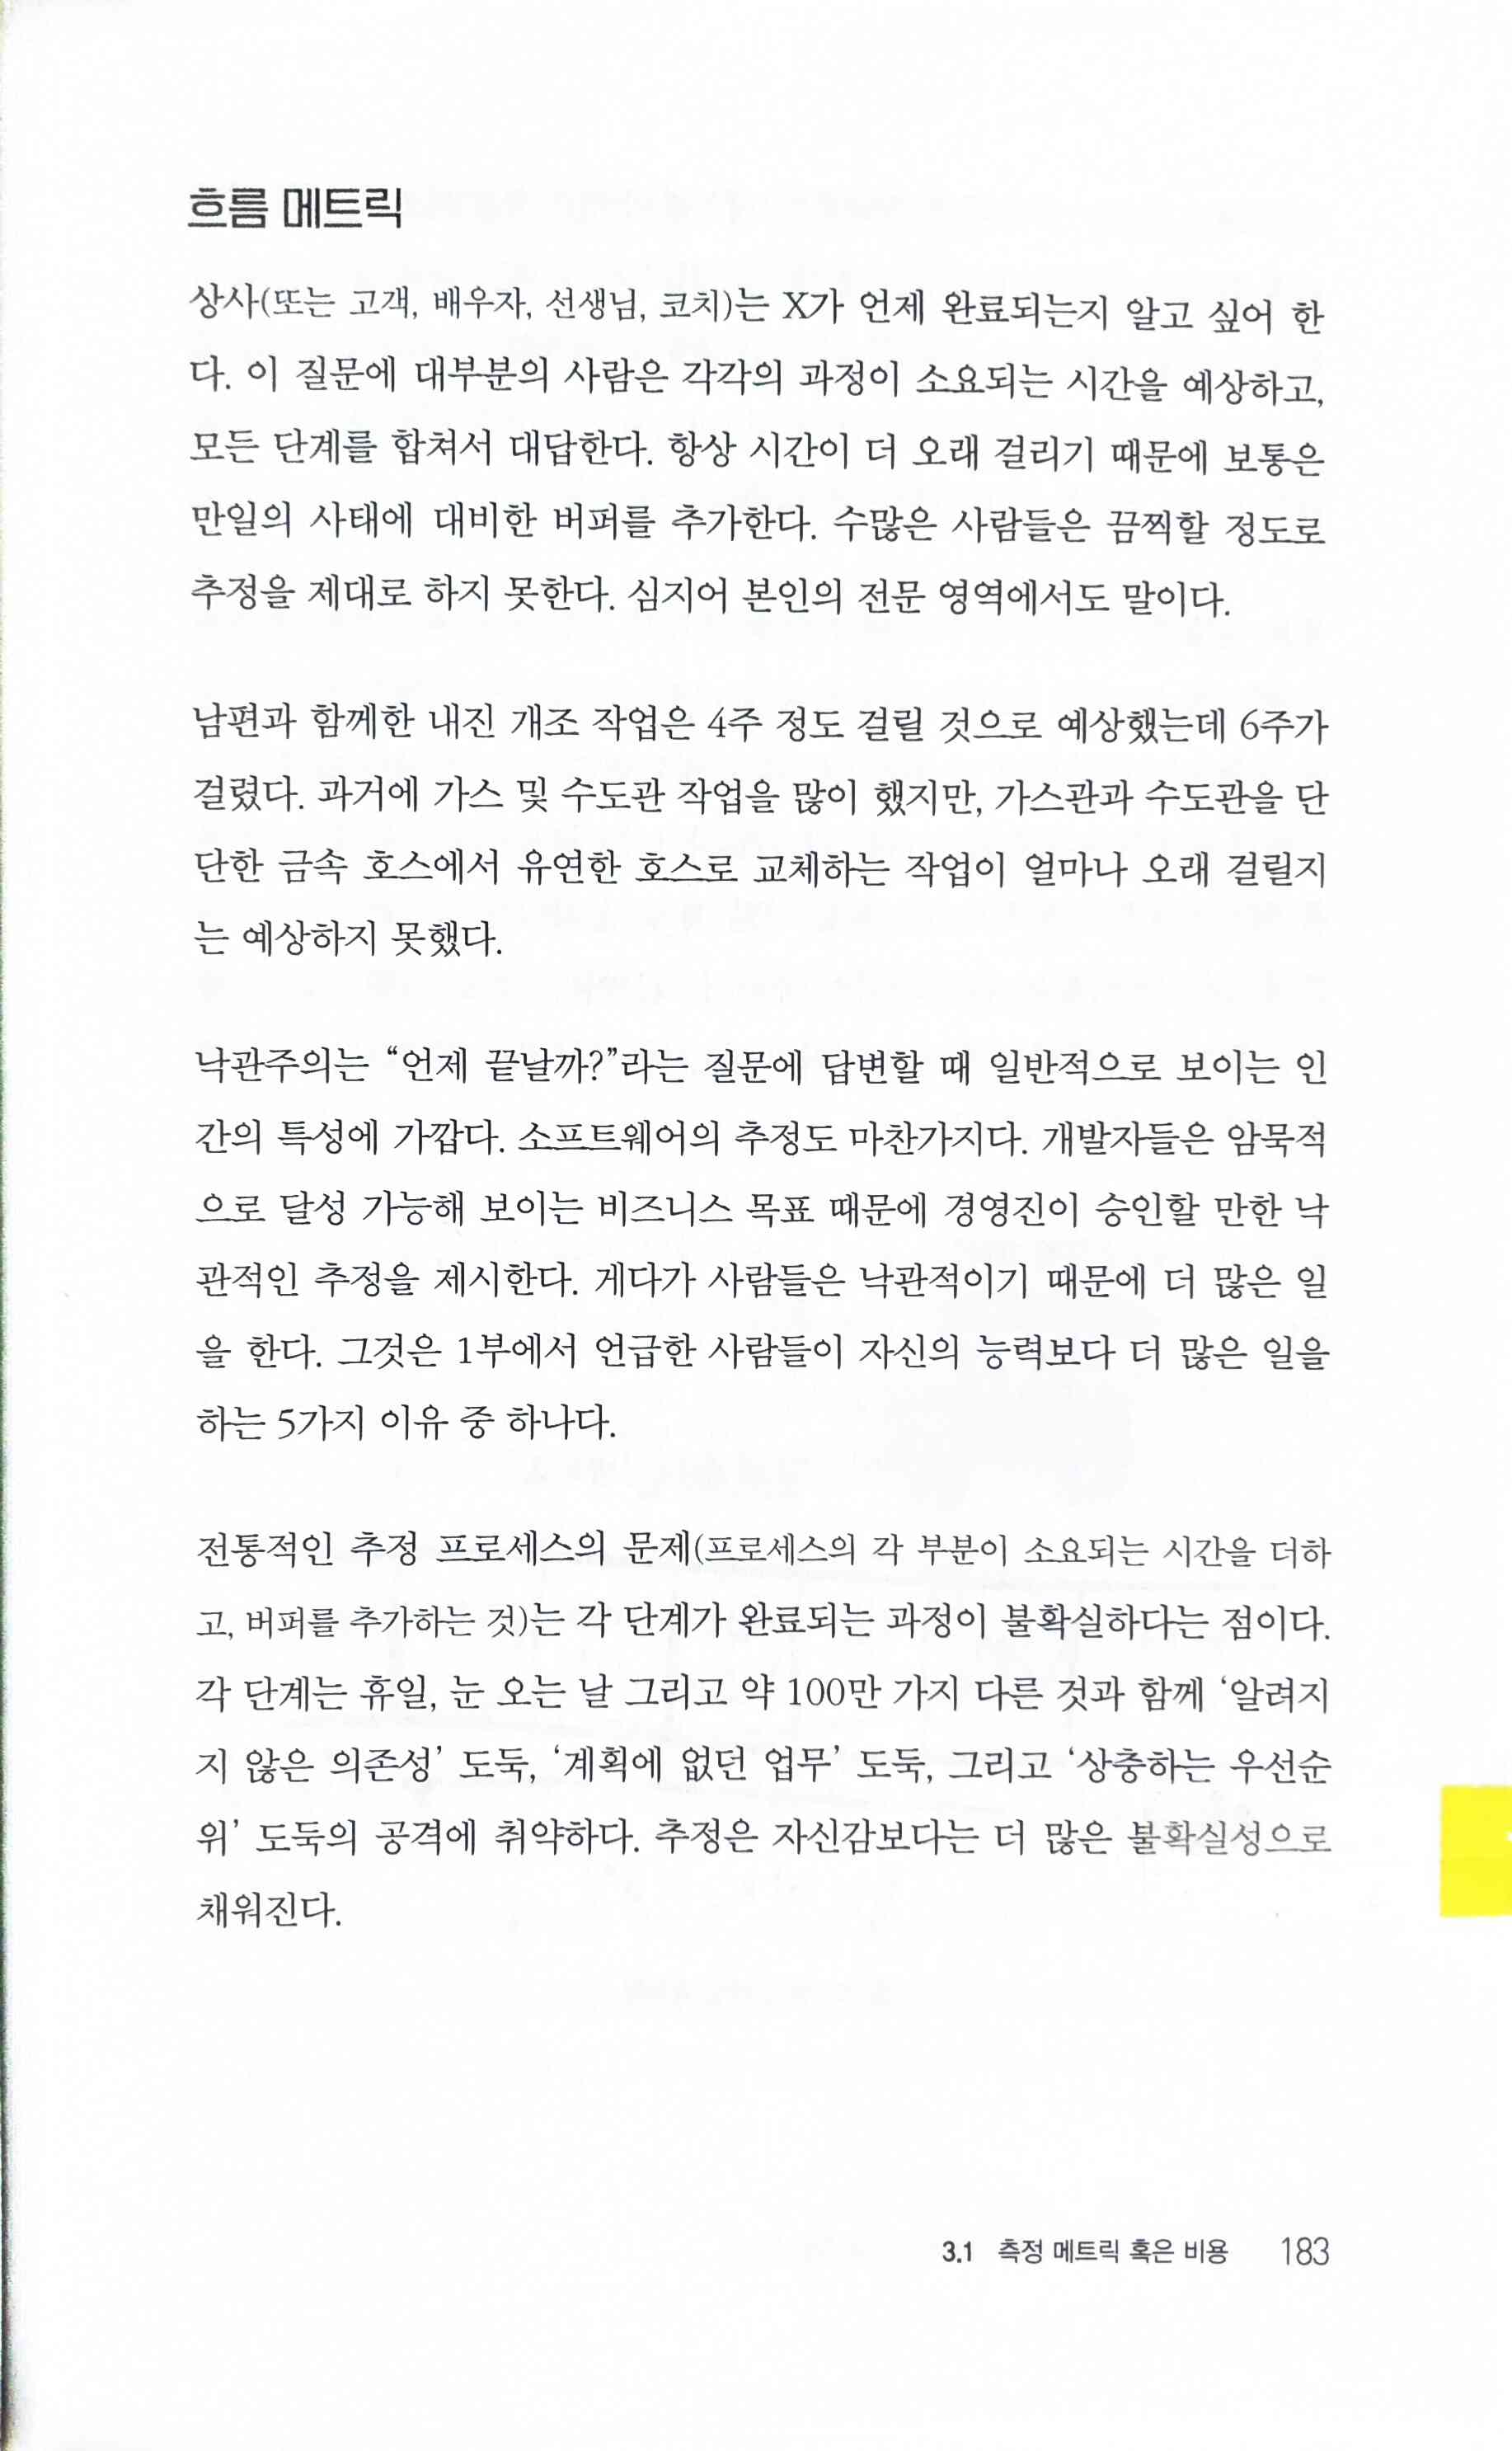 흐름 메트릭
상사(또는 고객, 배우자, 선생님, 코치)는 X가 언제 완료되는지 알고 싶어 한
다. 이 질문에 대부분의 사람은 각각의 과정이 소요되는 시간을 예상하고,
모든 단계를 합쳐서 대답한다. 항상 시간이 더 오래 걸리기 때문에 보통은
만일의 사태에 대비한 버퍼를 추가한다. 수많은 사람들은 끔찍할 정도로
추정을 제대로 하지 못한다. 심지어 본인의 전문 영역에서도 말이다.
남편과 함께한 내진 개조 작업은 4주 정도 걸릴 것으로 예상했는데 6주가
걸렸다. 과거에 가스 및 수도관 작업을 많이 했지만, 가스관과 수도관을 단
단한 금속 호스에서 유연한 호스로 교체하는 작업이 얼마나 오래 걸릴지
는 예상하지 못했다.
낙관주의는 “언제 끝날까?”라는 질문에 답변할 때 일반적으로 보이는 인
간의 특성에 가깝다. 소프트웨어의 추정도 마찬가지다. 개발자들은 암묵적
으로 달성 가능해 보이는 비즈니스 목표 때문에 경영진이 승인할 만한 낙
관적인 추정을 제시한다. 게다가 사람들은 낙관적이기 때문에 더 많은 일
을 한다. 그것은 1부에서 언급한 사람들이 자신의 능력보다 더 많은 일을
하는 5가지 이유 중 하나다.
전통적인 추정 프로세스의 문제(프로세스의 각 부분이 소요되는 시간을 더하
고, 버퍼를 추가하는 것)는 각 단계가 완료되는 과정이 불확실하다는 점이다.
각 단계는 휴일, 눈 오는 날 그리고 약 100만 가지 다른 것과 함께 ‘알려지
지 않은 의존성’ 도둑, ‘계획에 없던 업무’ 도둑, 그리고 ‘상충하는 우선순
위’ 도둑의 공격에 취약하다. 추정은 자신감보다는 더 많은 불확실성으로
채워진다.
3.1 측정 메트릭 혹은 비용 183